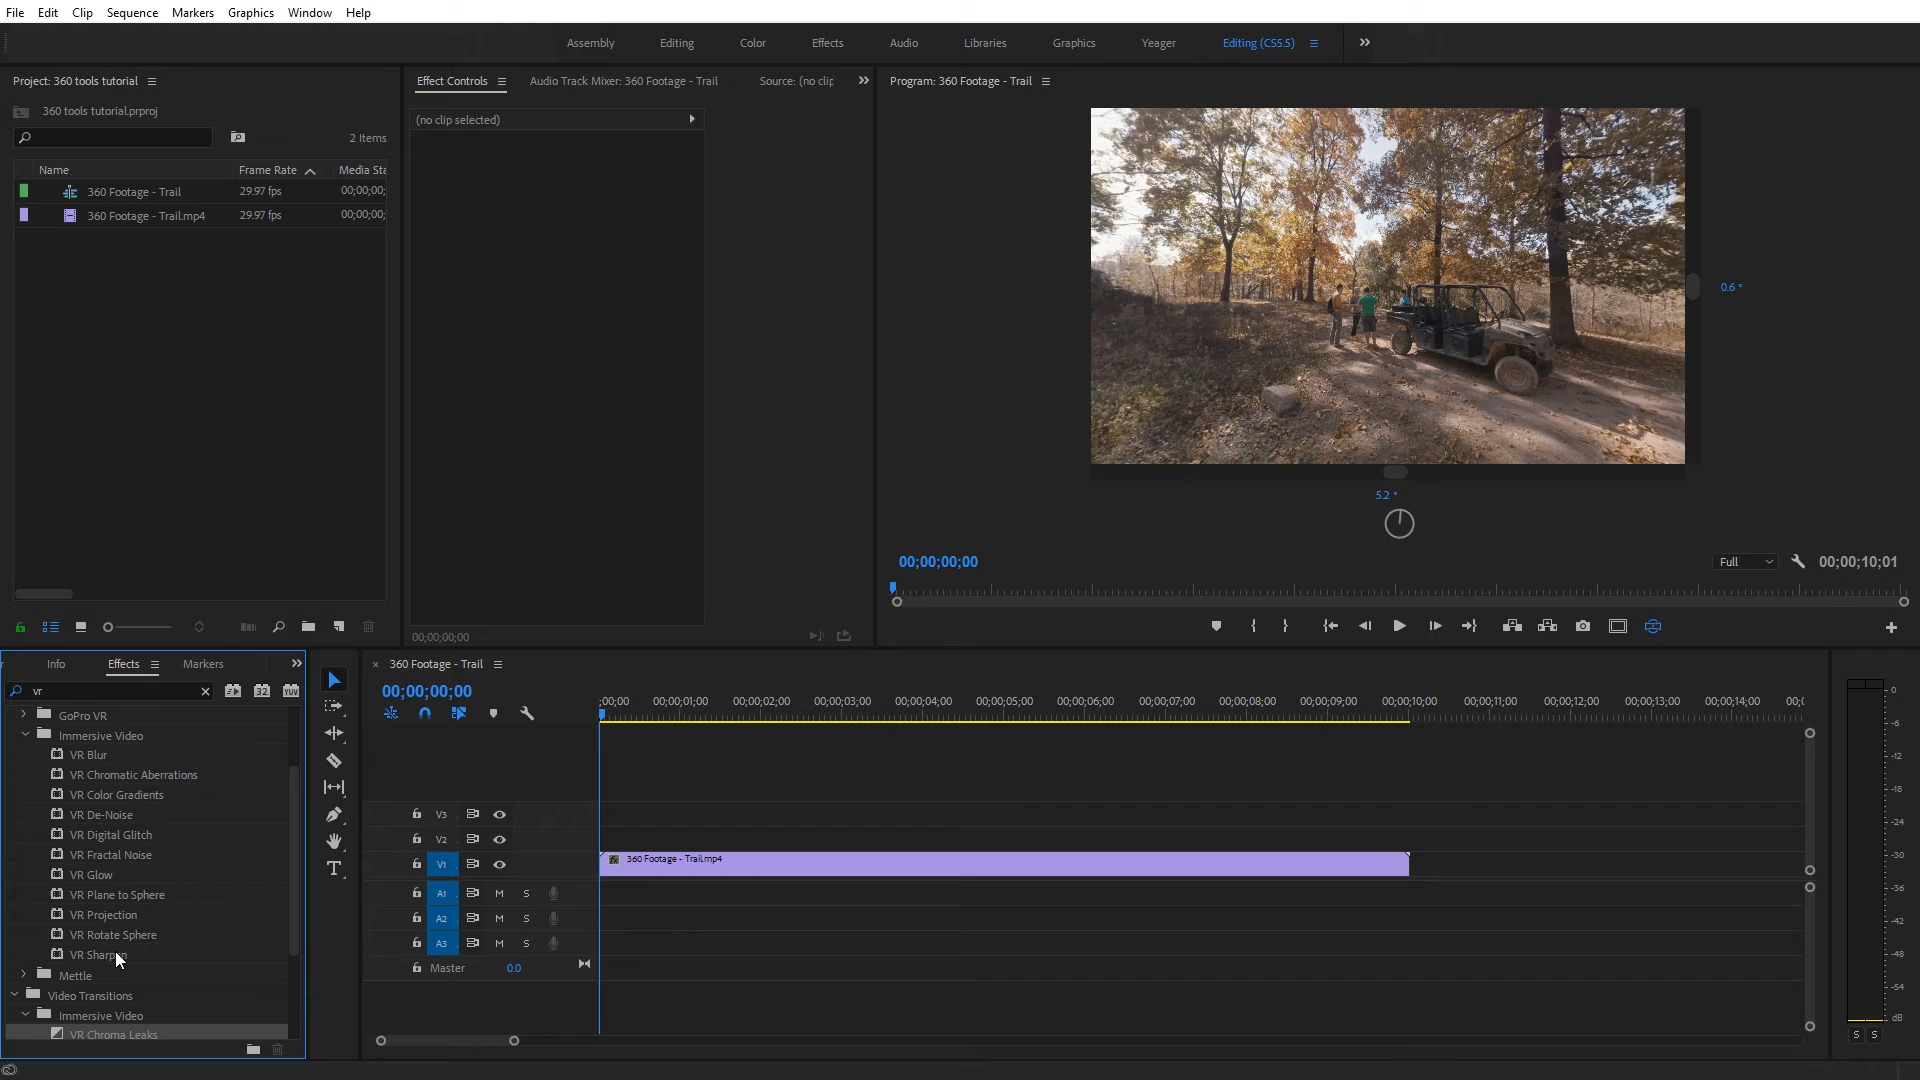 File Edit Clip Sequence Markers Graphics Window Help
Assembly Editing Color Effects Audio Libraries Graphics Yeager Editing (CS5.5)
Project: 360 tools tutorial
360 tools tutorial.prproj
2 Items
Name Frame Rate Media Sta
360 Footage - Trail 29.97 fps 00;00;00;
360 Footage - Trail.mp4 29.97 fps 00;00;00;
Effect Controls Audio Track Mixer: 360 Footage - Trail Source: (no clip
(no clip selected)
00;00;00;00
Program: 360 Footage - Trail
0.6 °
5.2 °
00;00;00;00 Full 00;00;10;01
r Info Effects Markers
vr 32 YUV
GoPro VR
Immersive Video
VR Blur
VR Chromatic Aberrations
VR Color Gradients
VR De-Noise
VR Digital Glitch
VR Fractal Noise
VR Glow
VR Plane to Sphere
VR Projection
VR Rotate Sphere
VR Sharpen
Mettle
Video Transitions
Immersive Video
VR Chroma Leaks
T
× 360 Footage - Trail
00;00;00;00
;00;00 00;00;01;00 00;00;02;00 00;00;03;00 00;00;04;00 00;00;05;00 00;00;06;00 00;00;07;00 00;00;08;00 00;00;09;00 00;00;10;00 00;00;11;00 00;00;12;00 00;00;13;00 00;00;14;00 00;0
V3
V2
V1 fx 360 Footage - Trail.mp4
A1 M S
A2 M S
A3 M S
Master 0.0
0
-6
-12
-18
-24
-30
-36
-42
-48
-54
dB
S S